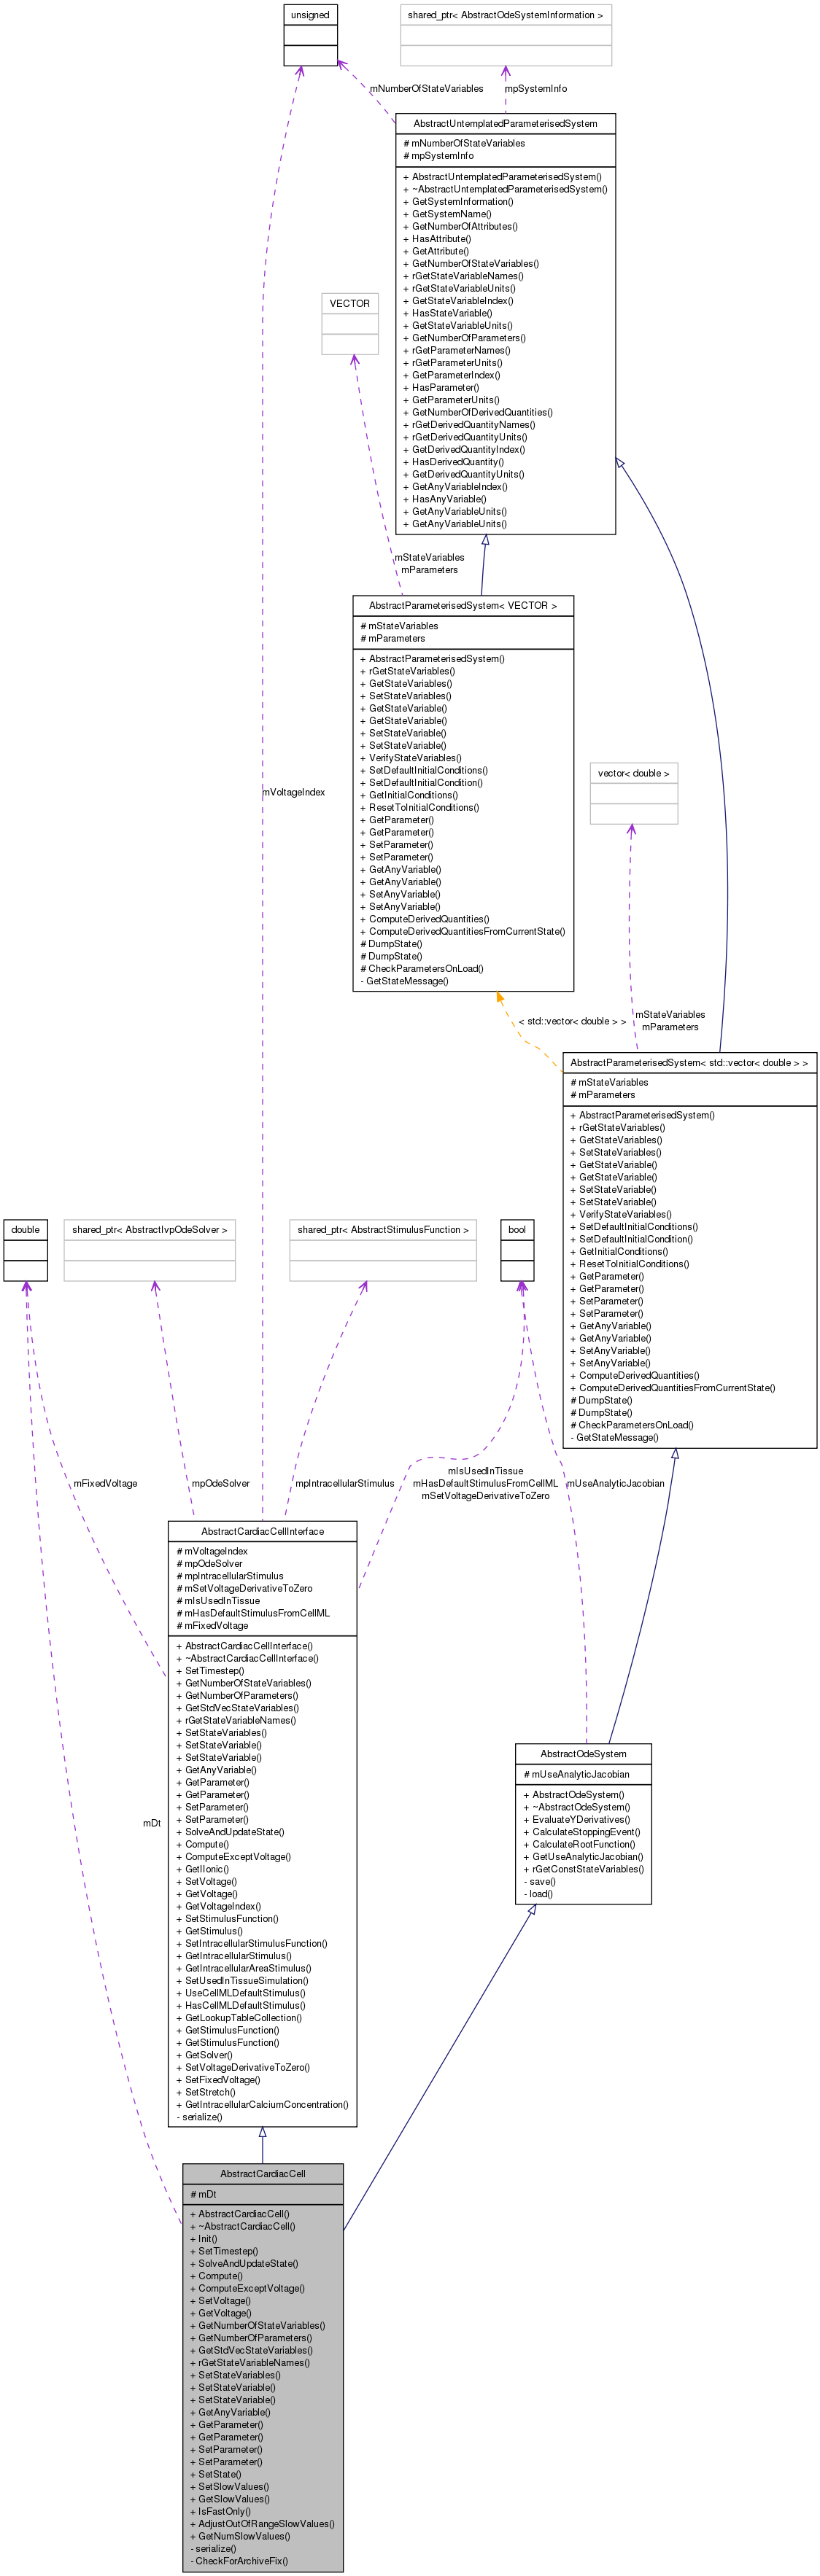 unsigned
shared_ptr< AbstractOdeSystemInformation >
mNumberOfStateVariables
mpSystemInfo
AbstractUntemplatedParameterisedSystem
# mNumberOfStateVariables
# mpSystemInfo
+ AbstractUntemplatedParameterisedSystem()
+ ~AbstractUntemplatedParameterisedSystem()
+ GetSystemInformation()
+ GetSystemName()
+ GetNumberOfAttributes()
+ HasAttribute()
+ GetAttribute()
+ GetNumberOfStateVariables()
+ rGetStateVariableNames()
+ rGetStateVariableUnits()
+ GetStateVariableIndex()
+ HasStateVariable()
+ GetStateVariableUnits()
+ GetNumberOfParameters()
+ rGetParameterNames()
+ rGetParameterUnits()
+ GetParameterIndex()
+ HasParameter()
+ GetParameterUnits()
+ GetNumberOfDerivedQuantities()
+ rGetDerivedQuantityNames()
+ rGetDerivedQuantityUnits()
+ GetDerivedQuantityIndex()
+ HasDerivedQuantity()
+ GetDerivedQuantityUnits()
+ GetAnyVariableIndex()
+ HasAnyVariable()
+ GetAnyVariableUnits()
+ GetAnyVariableUnits()
VECTOR
mStateVariables
mParameters
AbstractParameterisedSystem< VECTOR >
# mStateVariables
# mParameters
+ AbstractParameterisedSystem()
+ rGetStateVariables()
+ GetStateVariables()
+ SetStateVariables()
+ GetStateVariable()
+ GetStateVariable()
+ SetStateVariable()
+ SetStateVariable()
+ VerifyStateVariables()
+ SetDefaultInitialConditions()
+ SetDefaultInitialCondition()
+ GetInitialConditions()
+ ResetToInitialConditions()
+ GetParameter()
+ GetParameter()
+ SetParameter()
+ SetParameter()
+ GetAnyVariable()
+ GetAnyVariable()
+ SetAnyVariable()
+ SetAnyVariable()
+ ComputeDerivedQuantities()
+ ComputeDerivedQuantitiesFromCurrentState()
# DumpState()
# DumpState()
# CheckParametersOnLoad()
- GetStateMessage()
mVoltageIndex
vector< double >
< std::vector< double > >
mStateVariables
mParameters
AbstractParameterisedSystem< std::vector< double > >
# mStateVariables
# mParameters
+ AbstractParameterisedSystem()
+ rGetStateVariables()
+ GetStateVariables()
+ SetStateVariables()
+ GetStateVariable()
+ GetStateVariable()
+ SetStateVariable()
+ SetStateVariable()
+ VerifyStateVariables()
+ SetDefaultInitialConditions()
+ SetDefaultInitialCondition()
+ GetInitialConditions()
+ ResetToInitialConditions()
+ GetParameter()
+ GetParameter()
+ SetParameter()
+ SetParameter()
+ GetAnyVariable()
+ GetAnyVariable()
+ SetAnyVariable()
+ SetAnyVariable()
+ ComputeDerivedQuantities()
+ ComputeDerivedQuantitiesFromCurrentState()
# DumpState()
# DumpState()
# CheckParametersOnLoad()
- GetStateMessage()
double
shared_ptr< AbstractIvpOdeSolver >
shared_ptr< AbstractStimulusFunction >
bool
mFixedVoltage
mpOdeSolver
mpIntracellularStimulus
mIsUsedInTissue
mHasDefaultStimulusFromCellML
mSetVoltageDerivativeToZero
mUseAnalyticJacobian
AbstractCardiacCellInterface
# mVoltageIndex
# mpOdeSolver
# mpIntracellularStimulus
# mSetVoltageDerivativeToZero
# mIsUsedInTissue
# mHasDefaultStimulusFromCellML
# mFixedVoltage
+ AbstractCardiacCellInterface()
+ ~AbstractCardiacCellInterface()
+ SetTimestep()
+ GetNumberOfStateVariables()
+ GetNumberOfParameters()
+ GetStdVecStateVariables()
+ rGetStateVariableNames()
+ SetStateVariables()
+ SetStateVariable()
+ SetStateVariable()
+ GetAnyVariable()
+ GetParameter()
+ GetParameter()
+ SetParameter()
+ SetParameter()
+ SolveAndUpdateState()
+ Compute()
+ ComputeExceptVoltage()
+ GetIIonic()
+ SetVoltage()
+ GetVoltage()
+ GetVoltageIndex()
+ SetStimulusFunction()
+ GetStimulus()
+ SetIntracellularStimulusFunction()
+ GetIntracellularStimulus()
+ GetIntracellularAreaStimulus()
+ SetUsedInTissueSimulation()
+ UseCellMLDefaultStimulus()
+ HasCellMLDefaultStimulus()
+ GetLookupTableCollection()
+ GetStimulusFunction()
+ GetStimulusFunction()
+ GetSolver()
+ SetVoltageDerivativeToZero()
+ SetFixedVoltage()
+ SetStretch()
+ GetIntracellularCalciumConcentration()
- serialize()
AbstractOdeSystem
# mUseAnalyticJacobian
+ AbstractOdeSystem()
+ ~AbstractOdeSystem()
+ EvaluateYDerivatives()
+ CalculateStoppingEvent()
+ CalculateRootFunction()
+ GetUseAnalyticJacobian()
+ rGetConstStateVariables()
- save()
- load()
mDt
AbstractCardiacCell
# mDt
+ AbstractCardiacCell()
+ ~AbstractCardiacCell()
+ Init()
+ SetTimestep()
+ SolveAndUpdateState()
+ Compute()
+ ComputeExceptVoltage()
+ SetVoltage()
+ GetVoltage()
+ GetNumberOfStateVariables()
+ GetNumberOfParameters()
+ GetStdVecStateVariables()
+ rGetStateVariableNames()
+ SetStateVariables()
+ SetStateVariable()
+ SetStateVariable()
+ GetAnyVariable()
+ GetParameter()
+ GetParameter()
+ SetParameter()
+ SetParameter()
+ SetState()
+ SetSlowValues()
+ GetSlowValues()
+ IsFastOnly()
+ AdjustOutOfRangeSlowValues()
+ GetNumSlowValues()
- serialize()
- CheckForArchiveFix()